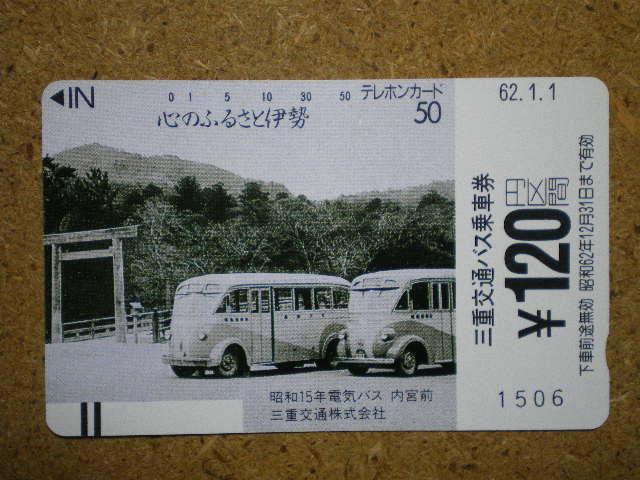 ◀IN
0 1 5 10 30 50
テレホンカード
50
心のふるさと伊勢
昭和15年電気バス 内宮前
三重交通株式会社
62.1.1
三重交通バス乗車券
¥120円区間
下車前途無効 昭和62年12月31日まで有効
1506